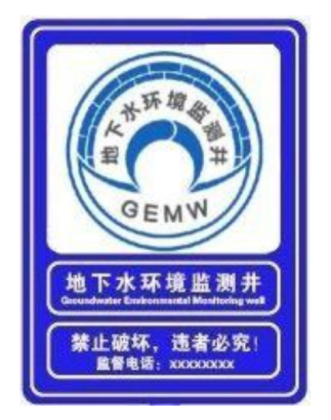 地下水环境监测井
GEMW
地下水环境监测井
Groundwater Environmental Monitoring well
禁止破坏，违者必究！
监督电话：xxxxxxxx